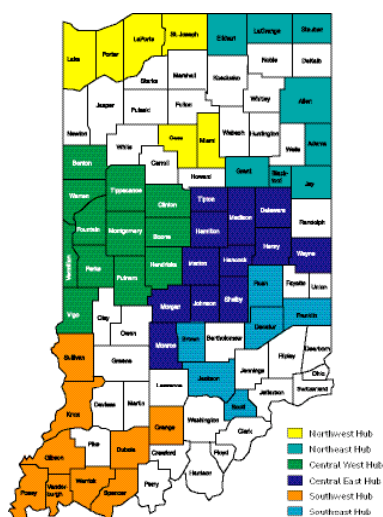 St. Joseph
LaGrange
Steuben
LaPorte
Elkhart
Porter
Lake
Noble
DeKalb
Marshall
Kosciusko
Starke
Whitley
Allen
Jasper
Pulaski
Fulton
Newton
Cass
Miami
Wabash
Huntington
Wells
Adams
White
Carroll
Benton
Howard
Grant
Black-
ford
Jay
Warren
Tippecanoe
Clinton
Tipton
Madison
Delaware
Randolph
Fountain
Montgomery
Boone
Hamilton
Henry
Wayne
Vermillion
Parke
Putnam
Hendricks
Marion
Hancock
Rush
Fayette
Union
Vigo
Clay
Owen
Morgan
Johnson
Shelby
Franklin
Decatur
Sullivan
Greene
Monroe
Brown
Bartholomew
Ripley
Dearborn
Ohio
Jennings
Switzerland
Knox
Daviess
Martin
Lawrence
Jackson
Scott
Jefferson
Washington
Clark
Gibson
Pike
Dubois
Orange
Crawford
Floyd
Harrison
Posey
Vander-
burgh
Warrick
Spencer
Perry
Northwest Hub
Northeast Hub
Central West Hub
Central East Hub
Southwest Hub
Southeast Hub